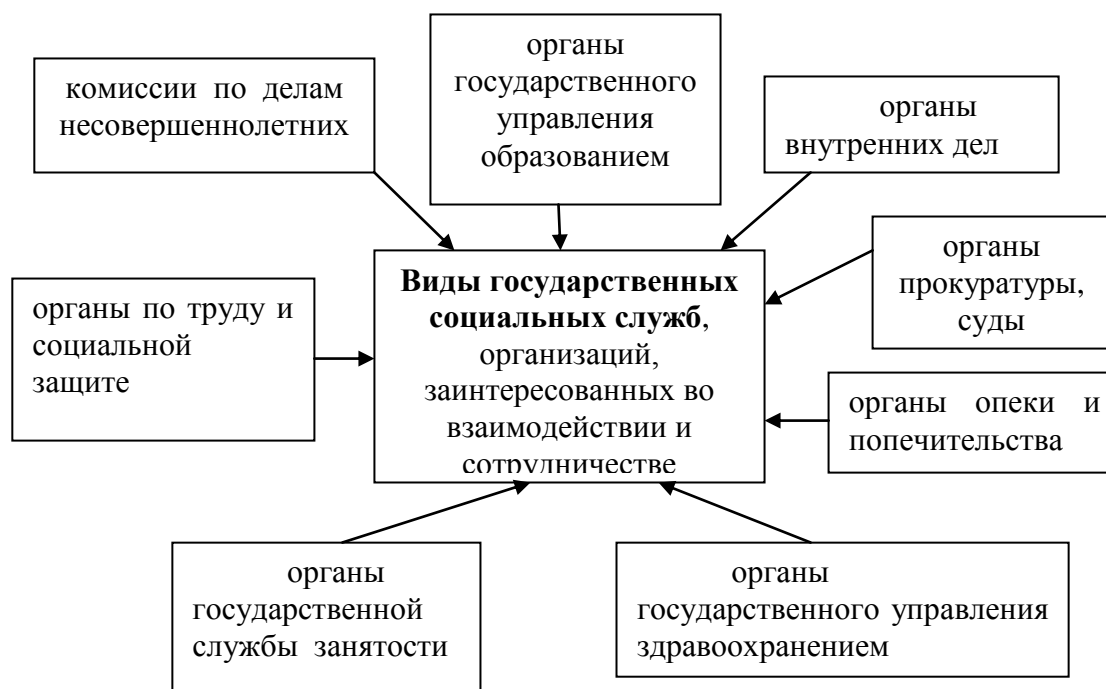 органы
государственного
управления
образованием
комиссии по делам
несовершеннолетних
органы
внутренних дел
органы
прокуратуры,
суды
Виды государственных
социальных служб,
организаций,
заинтересованных во
взаимодействии и
сотрудничестве
органы по труду и
социальной
защите
органы опеки и
попечительства
органы
государственной
службы занятости
органы
государственного управления
здравоохранением